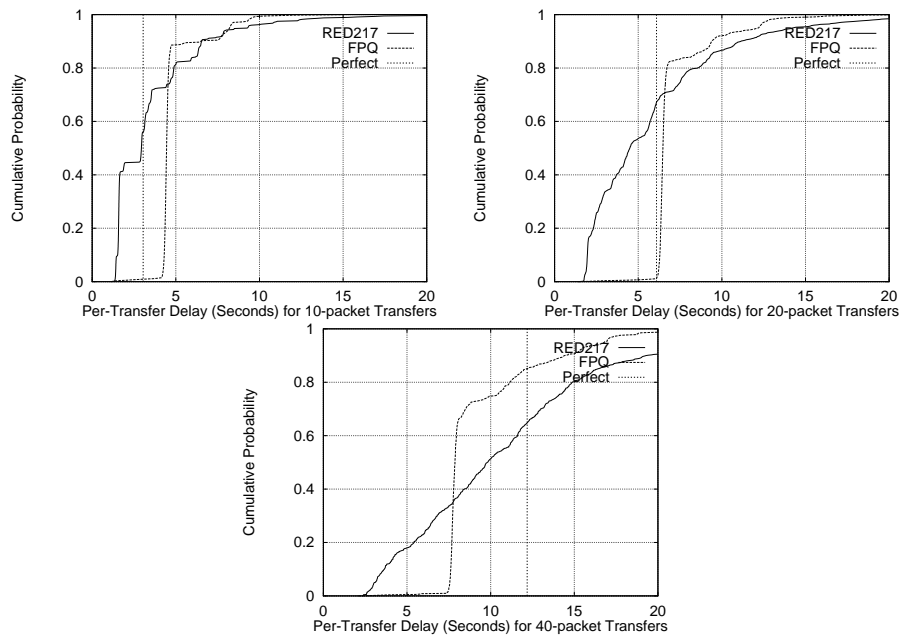 1
0.8
0.6
0.4
0.2
0
0 5 10 15 20
Cumulative Probability
Per-Transfer Delay (Seconds) for 10-packet Transfers
RED217
FPQ
Perfect
1
0.8
0.6
0.4
0.2
0
0 5 10 15 20
Cumulative Probability
Per-Transfer Delay (Seconds) for 20-packet Transfers
RED217
FPQ
Perfect
1
0.8
0.6
0.4
0.2
0
0 5 10 15 20
Cumulative Probability
Per-Transfer Delay (Seconds) for 40-packet Transfers
RED217
FPQ
Perfect